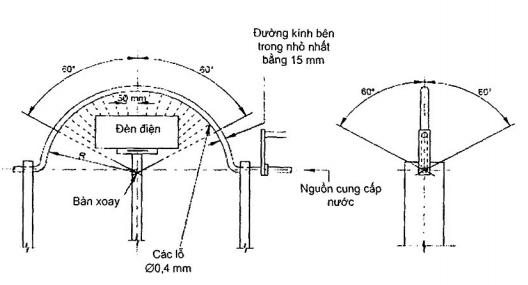 Đường kính bên
trong nhỏ nhất
bằng 15 mm
60°
60°
50 mm
Đèn điện
R
Bàn xoay
Các lỗ
Ø0,4 mm
Nguồn cung cấp
nước
60°
60°